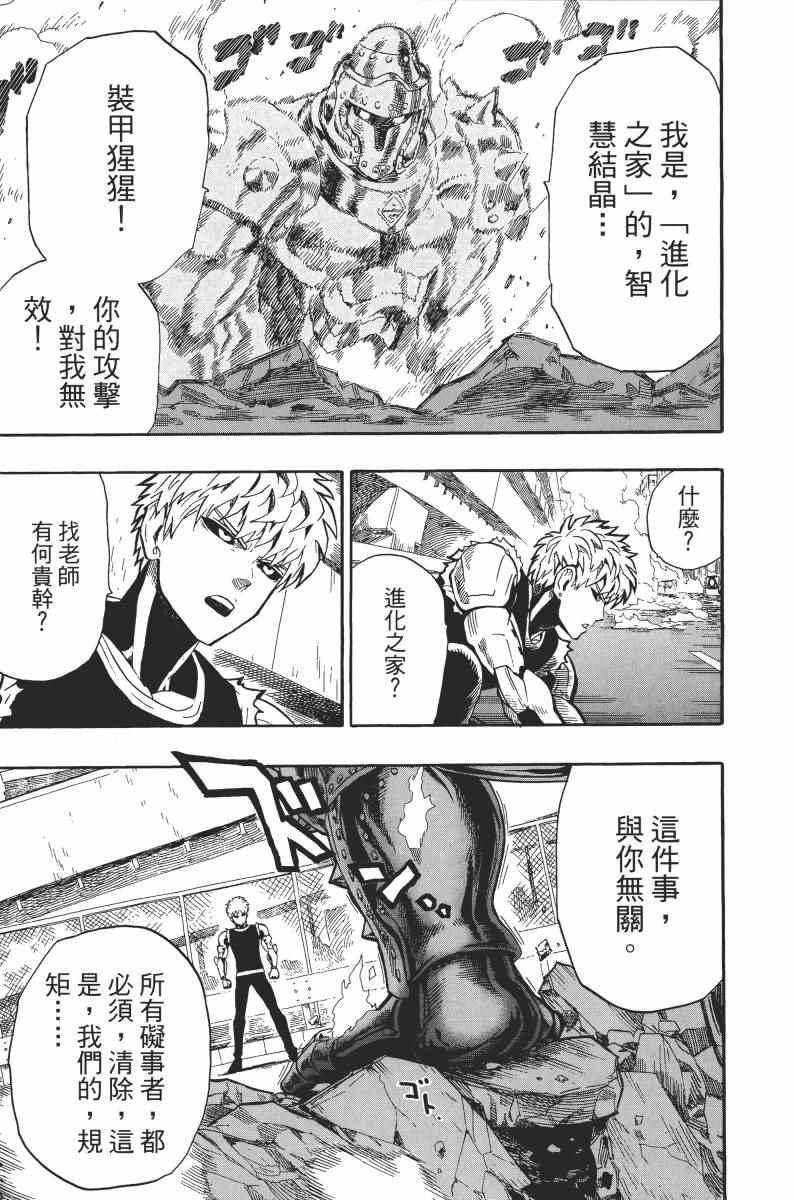 我是，「進化
之家」的，智
慧結晶…
ゴゴ
ゴゴ
裝甲猩猩！
你的攻擊
，對我無
效！
什麼？
進化之家？
找老師
有何貴幹？
這件事，
與你無關。
ズン
ゴト
所有礙事者，都
必須，清除，這
是，我們的，規
矩……